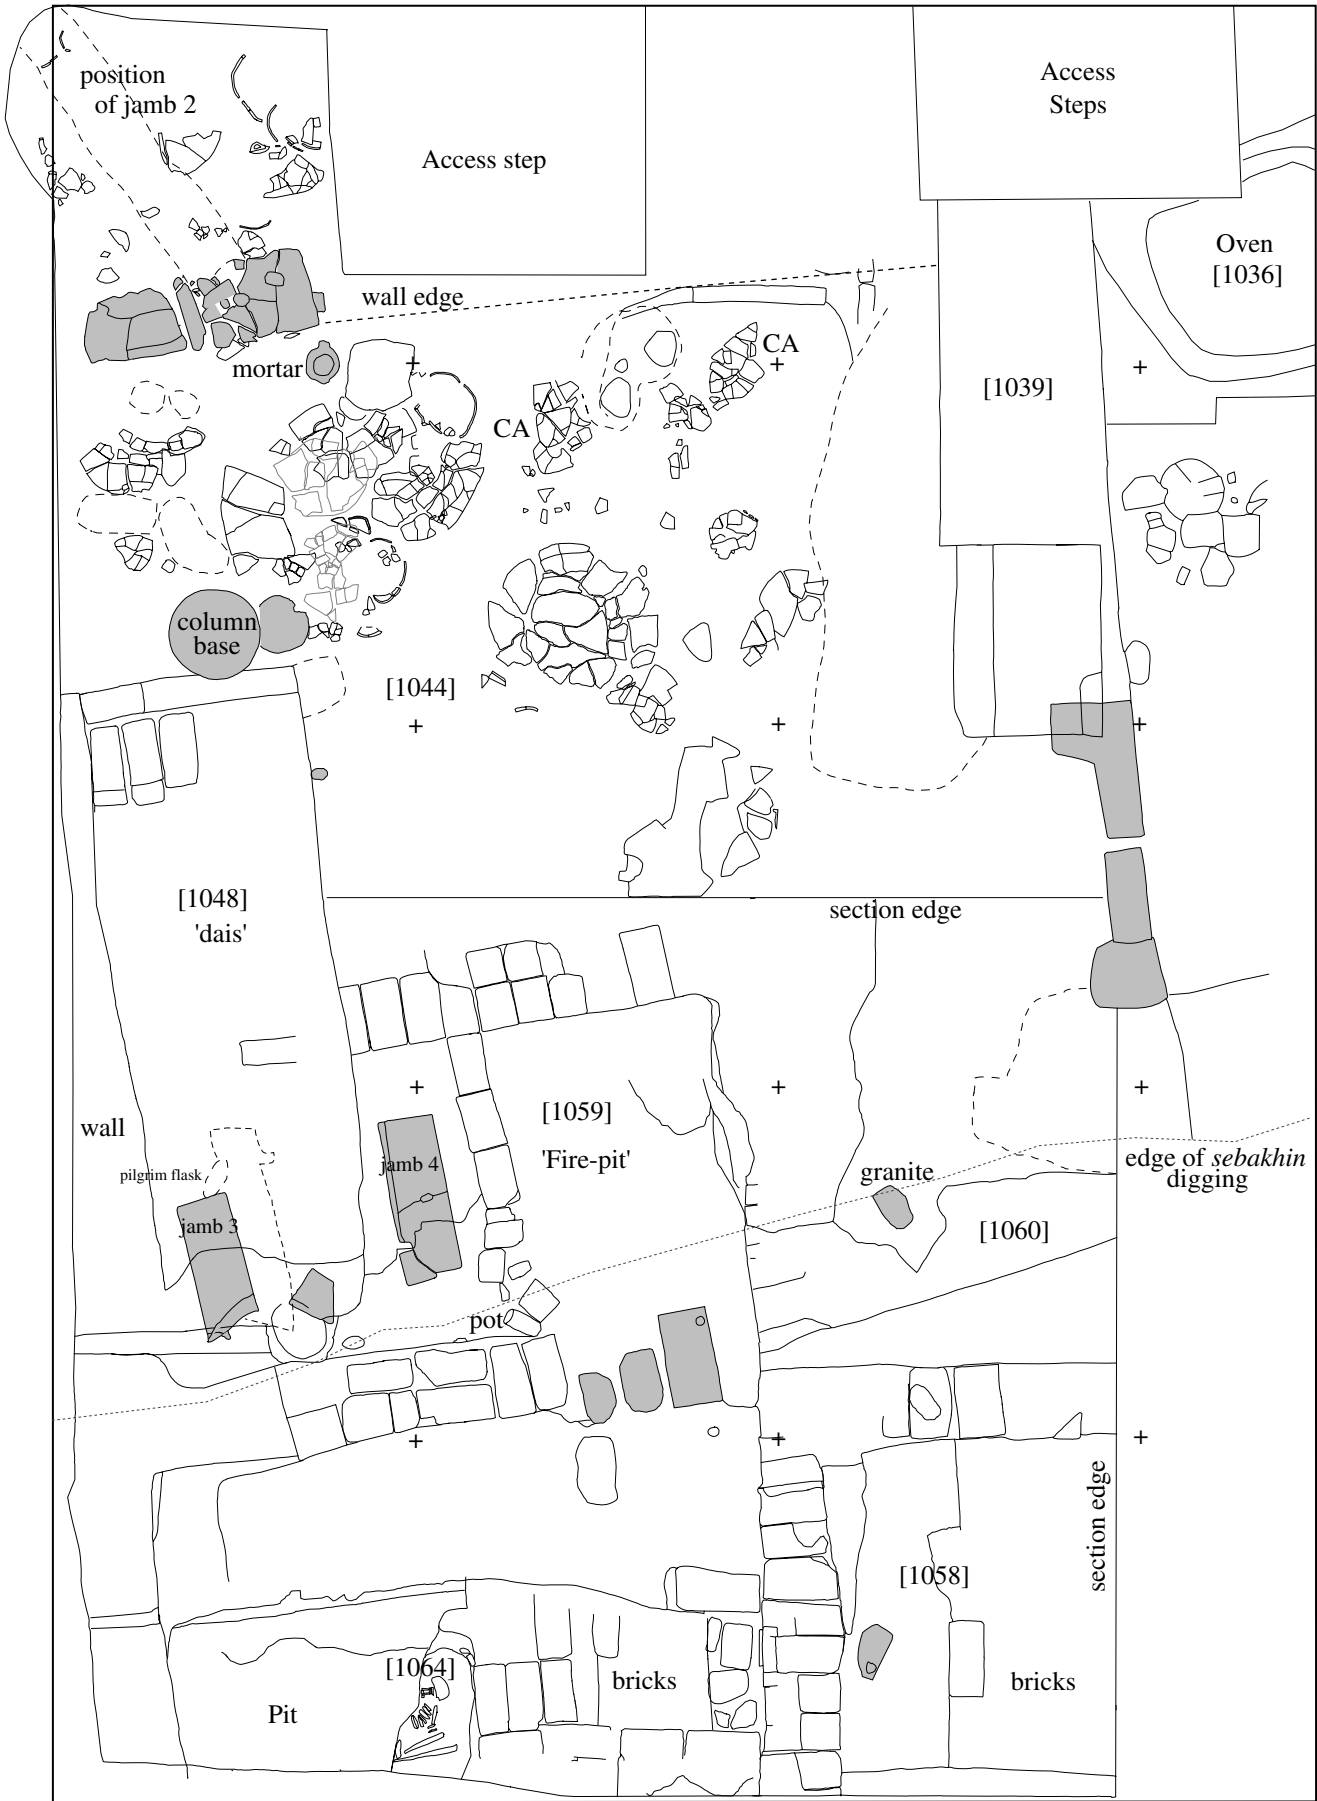 position
of jamb 2
Access step
Access
Steps
Oven
[1036]
wall edge
mortar
CA
CA
[1039]
column
base
[1044]
[1048]
'dais'
section edge
[1059]
'Fire-pit'
wall
pilgrim flask
jamb 4
jamb 3
granite
edge of sebakhin
digging
[1060]
pot
section edge
[1058]
[1064]
bricks
bricks
Pit